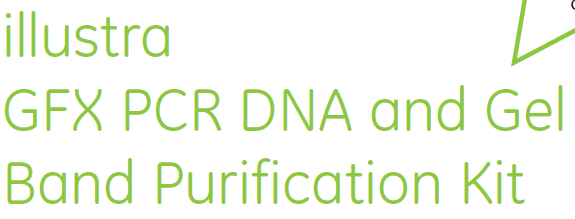 illustra
GFX PCR DNA and Gel
Band Purification Kit